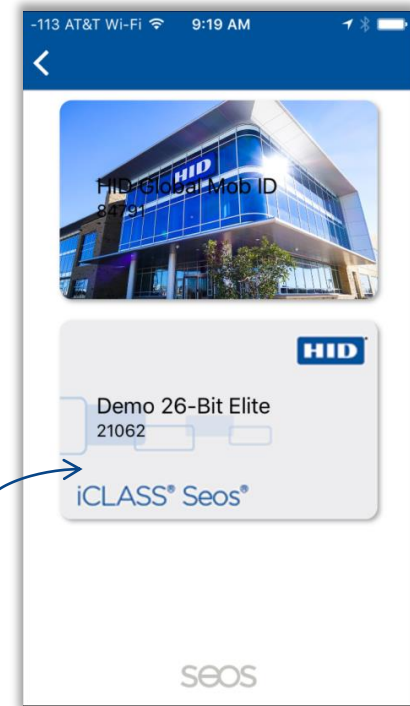 -113 AT&T Wi-Fi 9:19 AM
HID
HID Global Mob ID
84791
HID
Demo 26-Bit Elite
21062
iCLASS® Seos®
seos